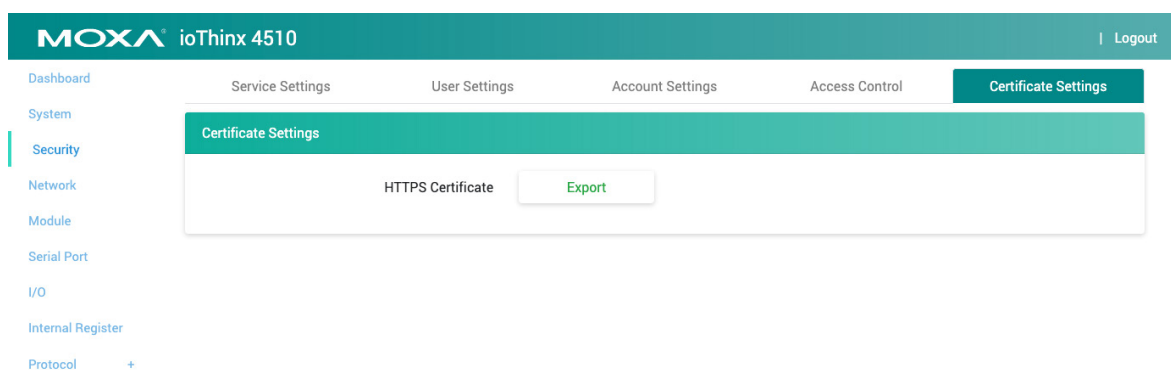 MOXA® ioThinx 4510 | Logout
Dashboard
System
Security
Network
Module
Serial Port
I/O
Internal Register
Protocol +
Service Settings User Settings Account Settings Access Control Certificate Settings
Certificate Settings
HTTPS Certificate Export